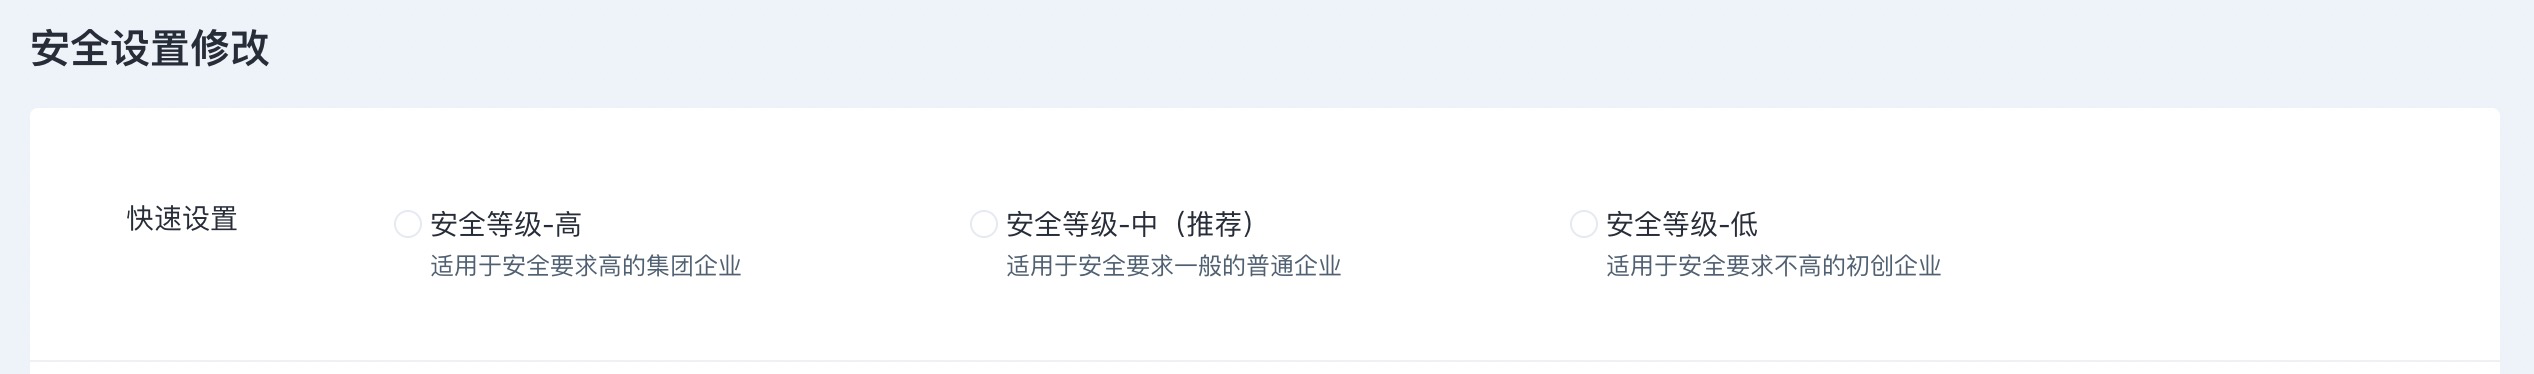 安全设置修改
快速设置
安全等级-高
适用于安全要求高的集团企业
安全等级-中（推荐）
适用于安全要求一般的普通企业
安全等级-低
适用于安全要求不高的初创企业